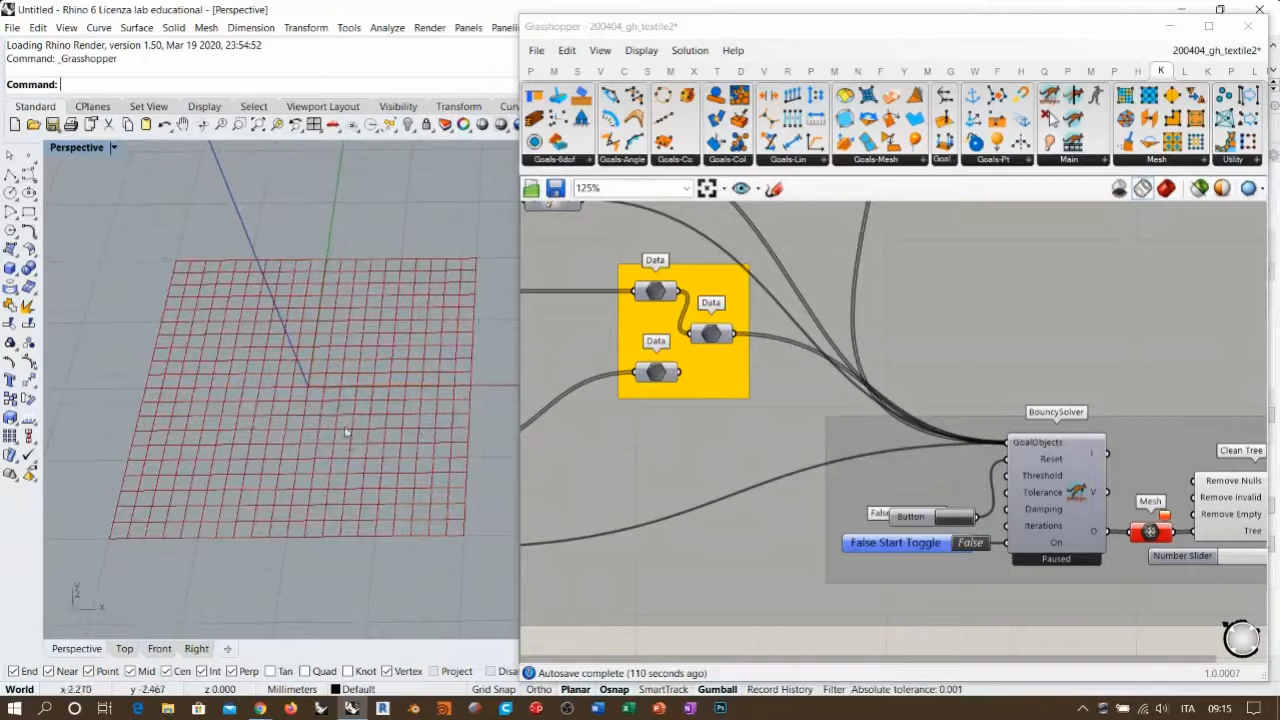 Untitled - Rhino 6 Licenza lab educational - [Perspective]
File Edit View Curve Surface Solid Mesh Dimension Transform Tools Analyze Render Panels
Loading Rhino Render, version 1.50, Mar 19 2020, 23:54:52
Command: _Grasshopper
Command:
Standard CPlanes Set View Display Select Viewport Layout Visibility Transform
Perspective
Grasshopper - 200404_gh_textile2*
File Edit View Display Solution Help 200404_gh_textile2*
P M S V C S M X T D V R S M V N F Y M G W P F H Q P M P H K L K P L
Goals-6dof Goals-Angle Goals-Co Goals-Col Goals-Lin Goals-Mesh Goal Goals-Pt Main Mesh Utility
125%
Data
Data
Data
BouncySolver
GoalObjects
Reset
Threshold
Tolerance
Damping
Iterations
On
I
V
O
Paused
Button
False Start Toggle False
Mesh
Clean Tree
Remove Nulls
Remove Invalid
Remove Empty
Tree
Number Slider
y
z
x
Perspective Top Front Right
End Near Point Mid Cen Int Perp Tan Quad Knot Vertex Project
Autosave complete (110 seconds ago) 1.0.0007
World x 2.270 y -2.467 z 0.000 Millimeters Default Grid Snap Ortho Planar Osnap SmartTrack Gumball Record History Filter Absolute tolerance: 0.001
ITA 09:15